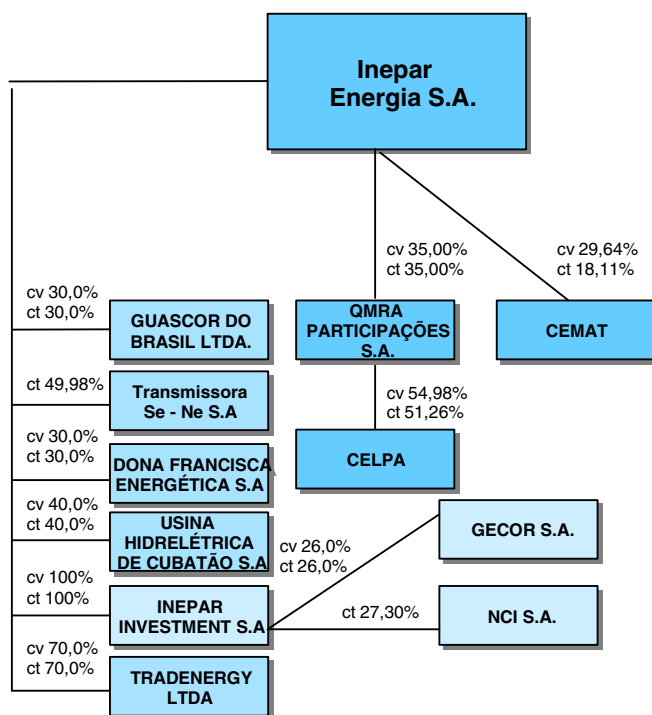 Inepar
Energia S.A.
cv 35,00%
ct 35,00%
cv 29,64%
ct 18,11%
cv 30,0%
ct 30,0%
GUASCOR DO
BRASIL LTDA.
QMRA
PARTICIPAÇÕES
S.A.
CEMAT
ct 49,98%
Transmissora
Se - Ne S.A
cv 54,98%
ct 51,26%
cv 30,0%
ct 30,0%
DONA FRANCISCA
ENERGÉTICA S.A
CELPA
cv 40,0%
ct 40,0%
USINA
HIDRELÉTRICA
DE CUBATÃO S.A
cv 26,0%
ct 26,0%
GECOR S.A.
cv 100%
ct 100%
INEPAR
INVESTMENT S.A
ct 27,30%
NCI S.A.
cv 70,0%
ct 70,0%
TRADENERGY
LTDA